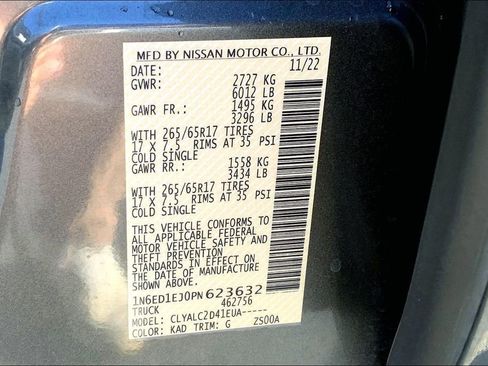 MFD BY NISSAN MOTOR CO., LTD.
DATE: 11/22
GVWR: 2727 KG
6012 LB
GAWR FR.: 1495 KG
3296 LB
WITH 265/65R17 TIRES
17 X 7.5 RIMS AT 35 PSI
COLD SINGLE
GAWR RR.: 1558 KG
3434 LB
WITH 265/65R17 TIRES
17 X 7.5 RIMS AT 35 PSI
COLD SINGLE
THIS VEHICLE CONFORMS TO
ALL APPLICABLE FEDERAL
MOTOR VEHICLE SAFETY AND
THEFT PREVENTION
STANDARDS IN EFFECT ON
THE DATE OF MANUFACTURE
SHOWN ABOVE.
1N6ED1EJ0PN623632
TRUCK 462756
MODEL: CLYALC2D41EUA-----
COLOR: KAD TRIM: G ZS00A